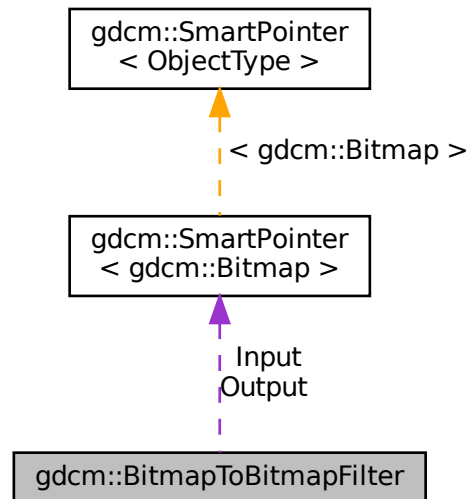 gdcm::SmartPointer
< ObjectType >
< gdcm::Bitmap >
gdcm::SmartPointer
< gdcm::Bitmap >
Input
Output
gdcm::BitmapToBitmapFilter